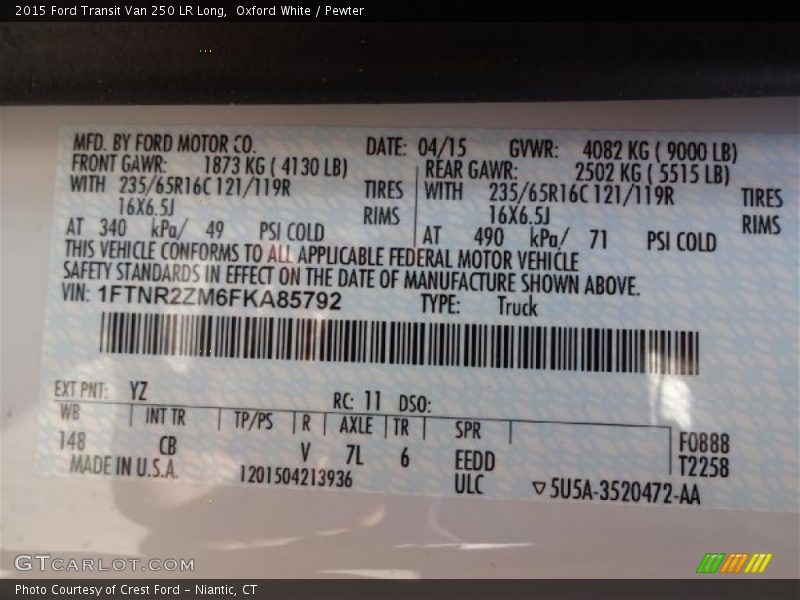 2015 Ford Transit Van 250 LR Long,  Oxford White / Pewter
MFD. BY FORD MOTOR CO. DATE: 04/15 GVWR: 4082 KG ( 9000 LB)
FRONT GAWR: 1873 KG ( 4130 LB) REAR GAWR: 2502 KG ( 5515 LB)
WITH 235/65R16C 121/119R TIRES WITH 235/65R16C 121/119R TIRES
16X6.5J RIMS 16X6.5J RIMS
AT 340 kPa/ 49 PSI COLD AT 490 kPa/ 71 PSI COLD
THIS VEHICLE CONFORMS TO ALL APPLICABLE FEDERAL MOTOR VEHICLE
SAFETY STANDARDS IN EFFECT ON THE DATE OF MANUFACTURE SHOWN ABOVE.
VIN: 1FTNR2ZM6FKA85792 TYPE: Truck
EXT PNT: YZ RC: 11 DSO:
WB INT TR TP/PS R AXLE TR SPR F0888
148 CB V 7L 6 EEDD T2258
MADE IN U.S.A. 1201504213936 ULC ▽5U5A-3520472-AA
GTCARLOT.COM
Photo Courtesy of Crest Ford - Niantic, CT